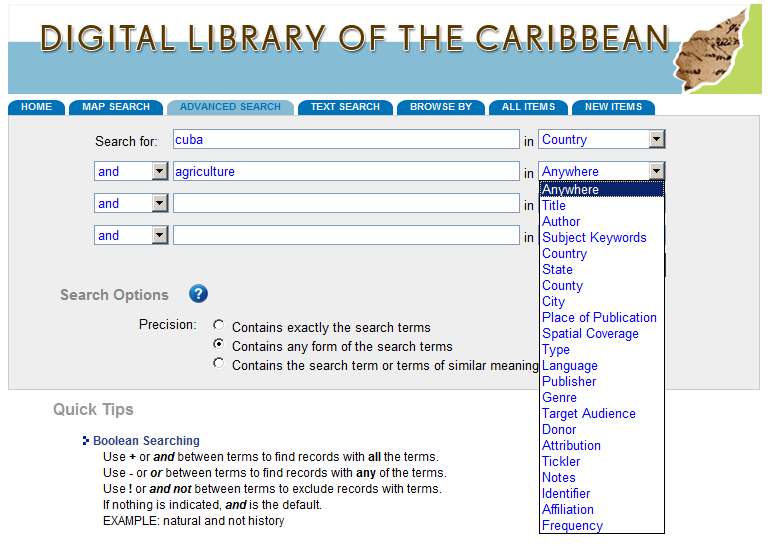 DIGITAL LIBRARY OF THE CARIBBEAN
HOME MAP SEARCH ADVANCED SEARCH TEXT SEARCH BROWSE BY ALL ITEMS NEW ITEMS
Search for: cuba in Country
and agriculture in Anywhere
and in
and in
Anywhere
Title
Author
Subject Keywords
Country
State
County
City
Place of Publication
Spatial Coverage
Type
Language
Publisher
Genre
Target Audience
Donor
Attribution
Tickler
Notes
Identifier
Affiliation
Frequency
Search Options ?
Precision: Contains exactly the search terms
Contains any form of the search terms
Contains the search term or terms of similar meaning
Quick Tips
Boolean Searching
Use + or and between terms to find records with all the terms.
Use - or or between terms to find records with any of the terms.
Use ! or and not between terms to exclude records with terms.
If nothing is indicated, and is the default.
EXAMPLE: natural and not history